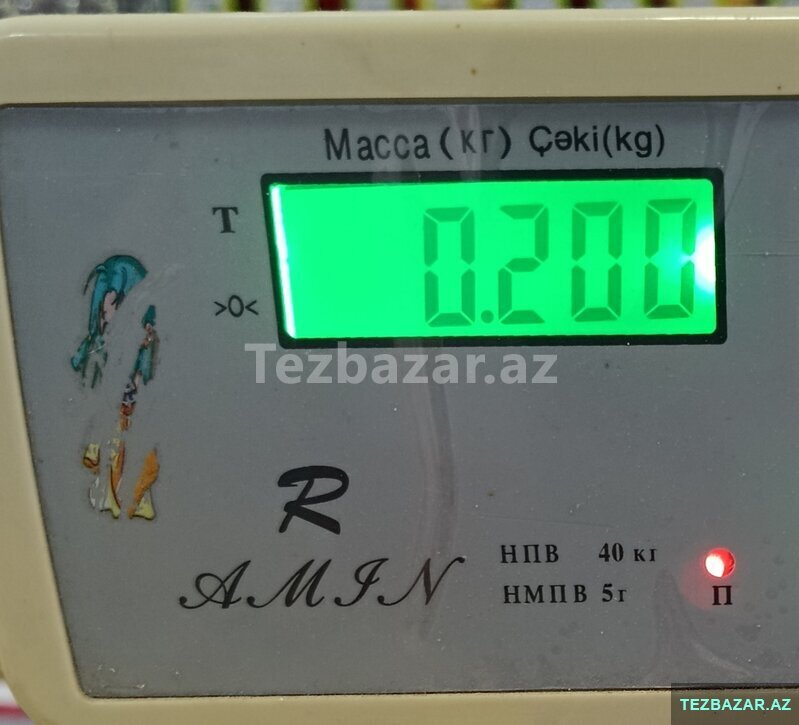 Масса (кг) Çəki(kg)
T
0.200
>0<
Tezbazar.az
R
AMIN
НПВ 40 кг
НМПВ 5г
П
TEZBAZAR.AZ